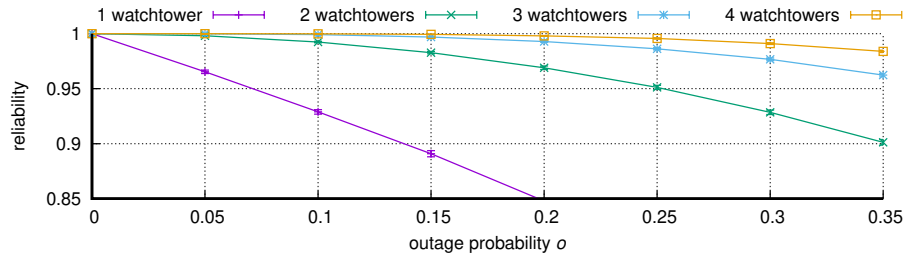 1 watchtower 2 watchtowers 3 watchtowers 4 watchtowers
1
0.95
0.9
0.85
reliability
0 0.05 0.1 0.15 0.2 0.25 0.3 0.35
outage probability o